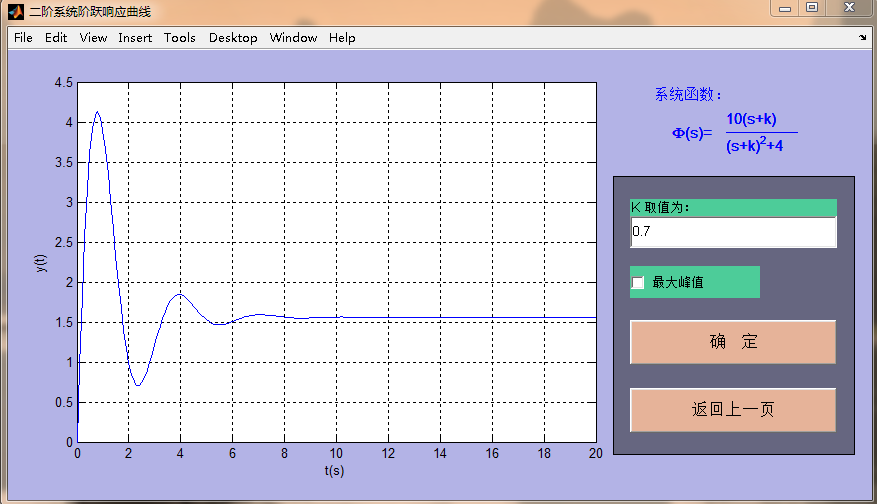 二阶系统阶跃响应曲线
File Edit View Insert Tools Desktop Window Help
4.5
4
3.5
3
2.5
2
1.5
1
0.5
0
y(t)
0 2 4 6 8 10 12 14 16 18 20
t(s)
系统函数：
Φ(s)=
10(s+k)
(s+k)²+4
K 取值为：
0.7
最大峰值
确 定
返回上一页